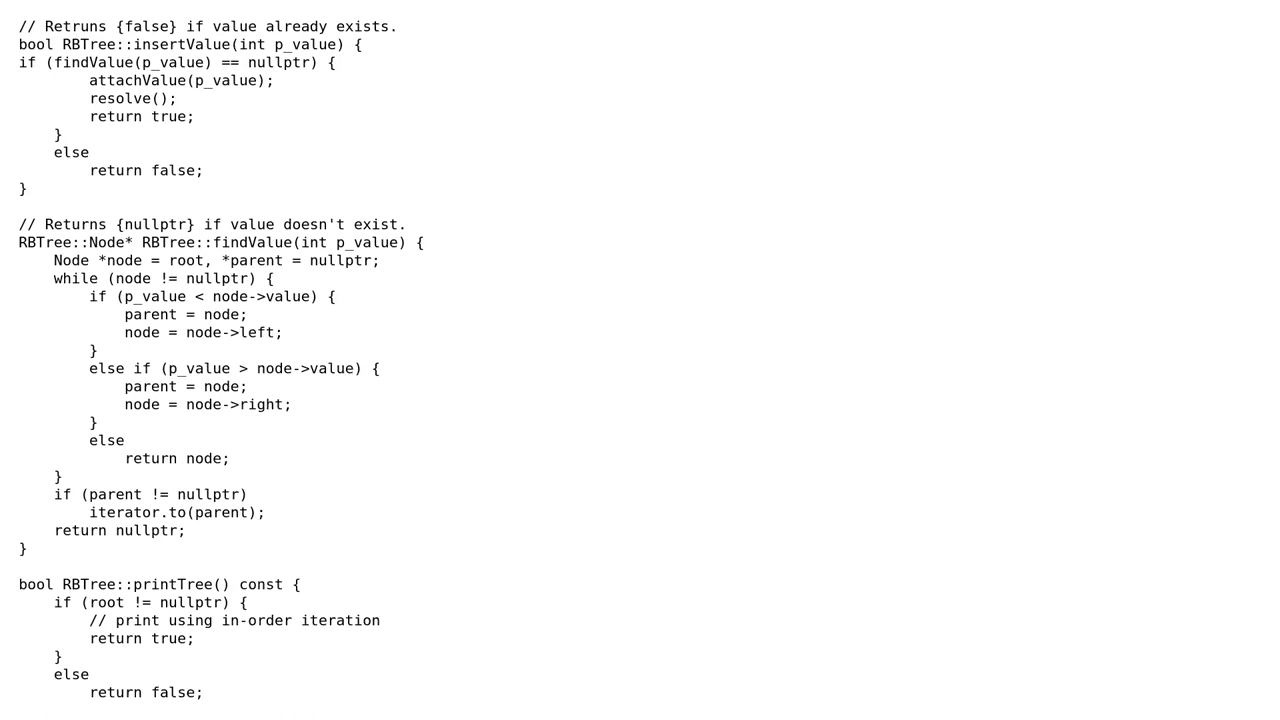 // Retruns {false} if value already exists.
bool RBTree::insertValue(int p_value) {
if (findValue(p_value) == nullptr) {
        attachValue(p_value);
        resolve();
        return true;
    }
    else
        return false;
}

// Returns {nullptr} if value doesn't exist.
RBTree::Node* RBTree::findValue(int p_value) {
    Node *node = root, *parent = nullptr;
    while (node != nullptr) {
        if (p_value < node->value) {
            parent = node;
            node = node->left;
        }
        else if (p_value > node->value) {
            parent = node;
            node = node->right;
        }
        else
            return node;
    }
    if (parent != nullptr)
        iterator.to(parent);
    return nullptr;
}

bool RBTree::printTree() const {
    if (root != nullptr) {
        // print using in-order iteration
        return true;
    }
    else
        return false;